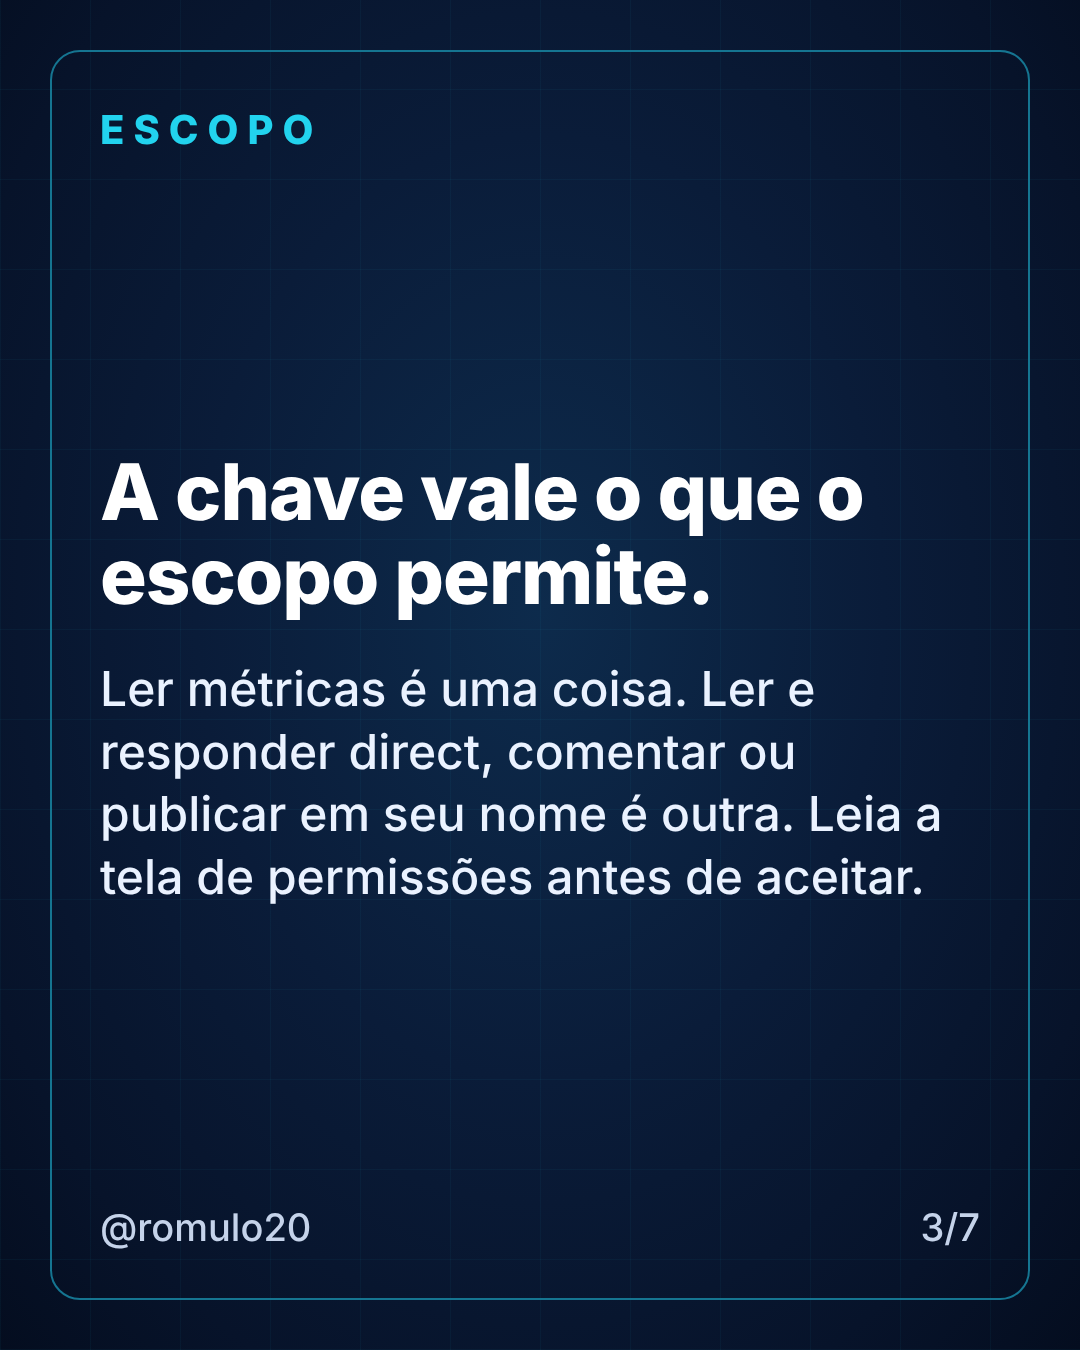 ESCOPO
A chave vale o que o
escopo permite.
Ler métricas é uma coisa. Ler e
responder direct, comentar ou
publicar em seu nome é outra. Leia a
tela de permissões antes de aceitar.
@romulo20
3/7